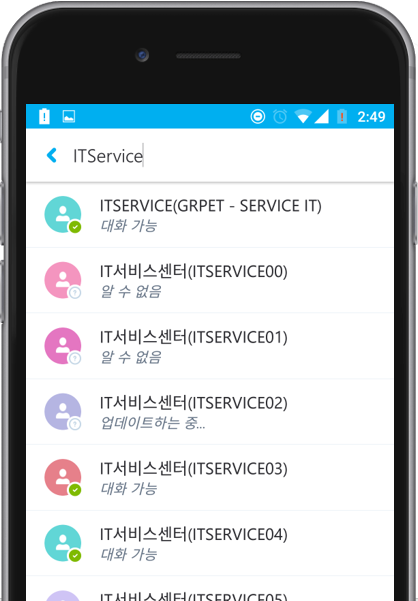 2:49
ITService
ITSERVICE(GRPET - SERVICE IT)
대화 가능
IT서비스센터(ITSERVICE00)
알 수 없음
IT서비스센터(ITSERVICE01)
알 수 없음
IT서비스센터(ITSERVICE02)
업데이트하는 중...
IT서비스센터(ITSERVICE03)
대화 가능
IT서비스센터(ITSERVICE04)
대화 가능
IT서비스센터(ITSERVICE05)